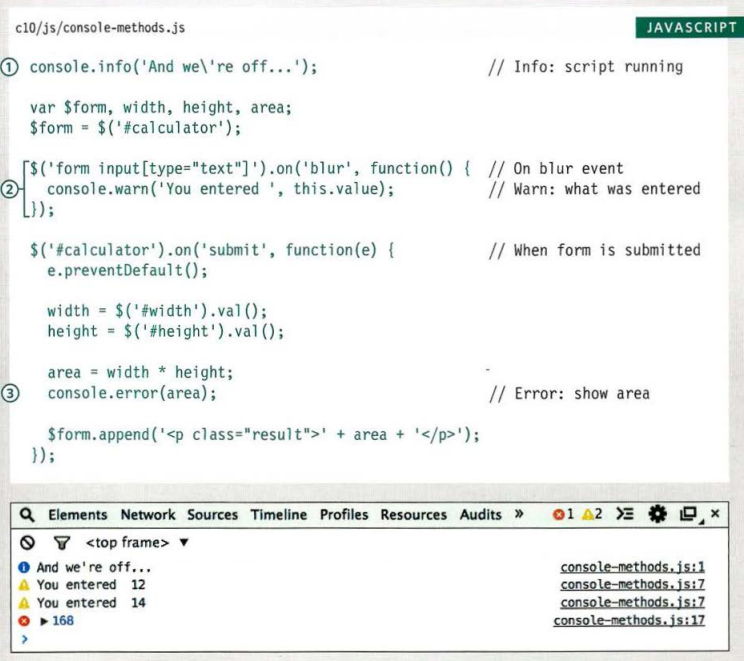 c10/js/console-methods.js JAVASCRIPT
① console.info('And we\'re off...'); // Info: script running
var $form, width, height, area;
$form = $('#calculator');
$('form input[type="text"]').on('blur', function() { // On blur event
② console.warn('You entered ', this.value); // Warn: what was entered
});
$('#calculator').on('submit', function(e) { // When form is submitted
e.preventDefault();
width = $('#width').val();
height = $('#height').val();
area = width * height;
③ console.error(area); // Error: show area
$form.append('<p class="result">' + area + '</p>');
});
Elements Network Sources Timeline Profiles Resources Audits » 1 2
<top frame> ▼
And we're off... console-methods.js:1
You entered 12 console-methods.js:7
You entered 14 console-methods.js:7
▶ 168 console-methods.js:17
>